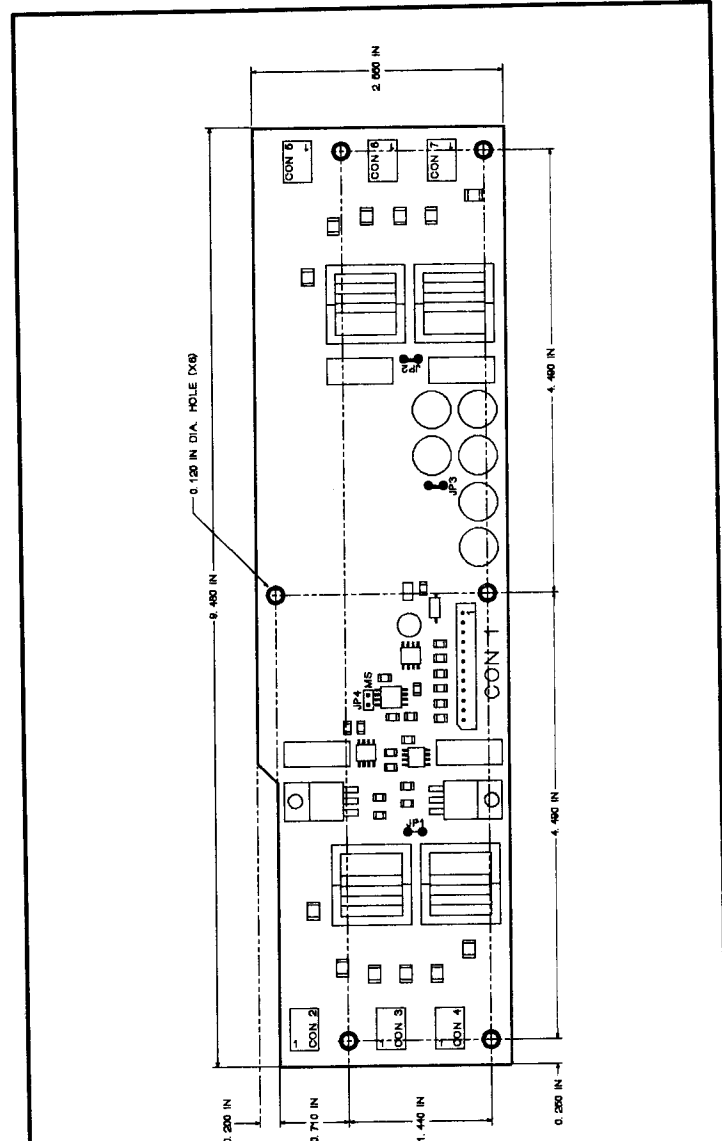 2.550 IN
CON 5
CON 6
CON 7
0.120 IN DIA. HOLE (X6)
9.480 IN
4.490 IN
JP2
JP3
1
CON 1
JP4
MS
4.490 IN
JP1
1
CON 2
1
CON 3
1
CON 4
0.200 IN
0.710 IN
1.440 IN
0.250 IN